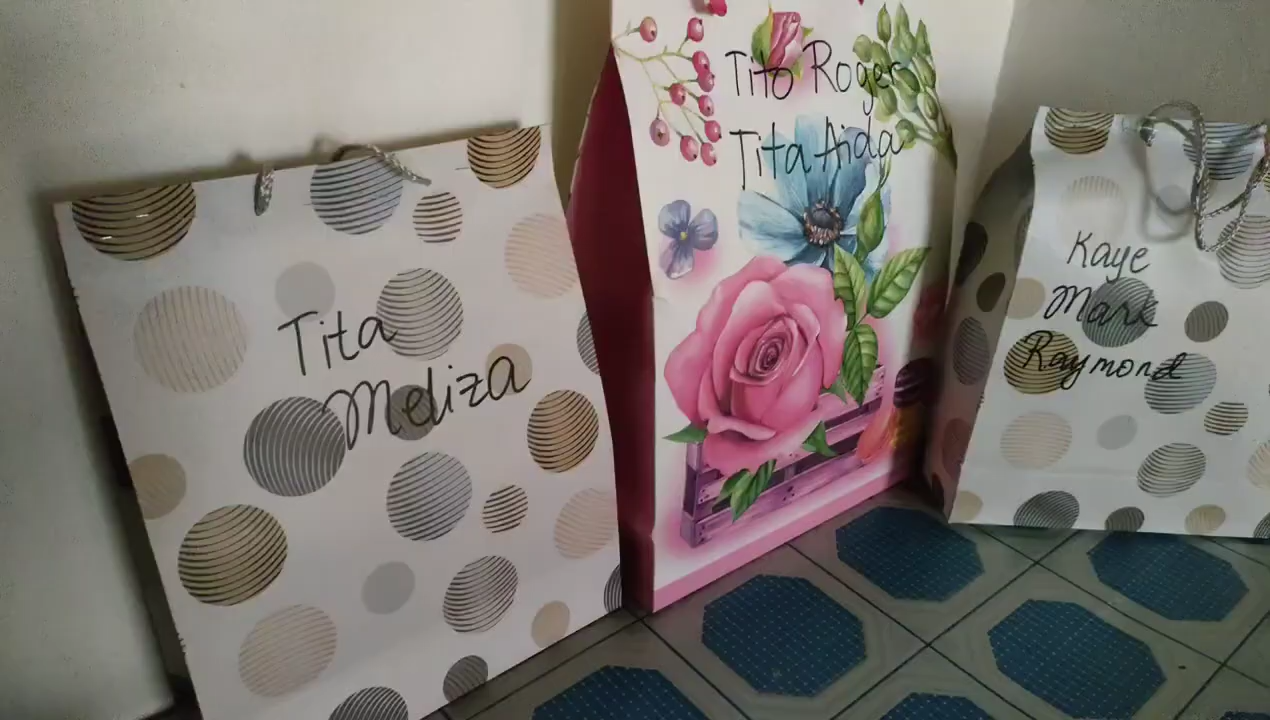 Tita
Meliza
Tito Roger
Tita Aida
Kaye
Mark
Raymond